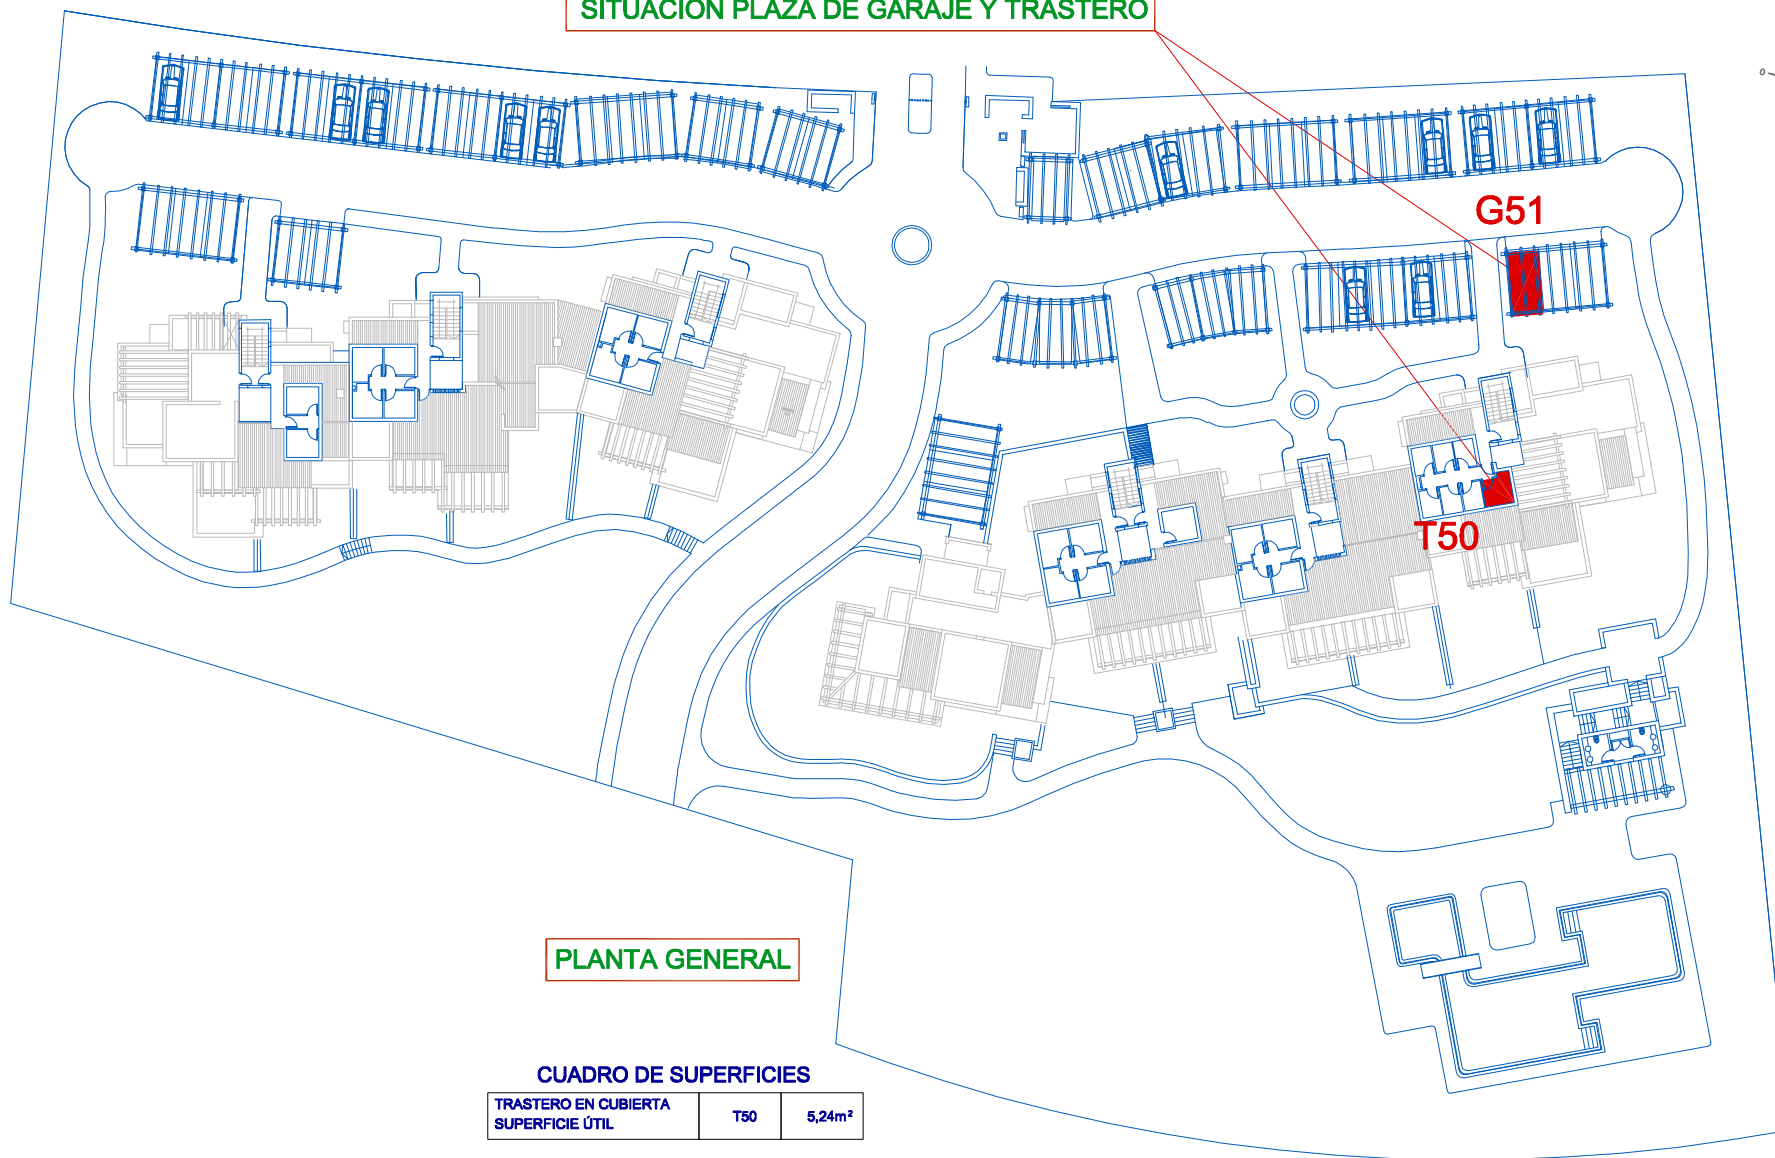 SITUACIÓN PLAZA DE GARAJE Y TRASTERO
G51
T50
PLANTA GENERAL
CUADRO DE SUPERFICIES
TRASTERO EN CUBIERTA
SUPERFICIE ÚTIL
T50
5,24m²